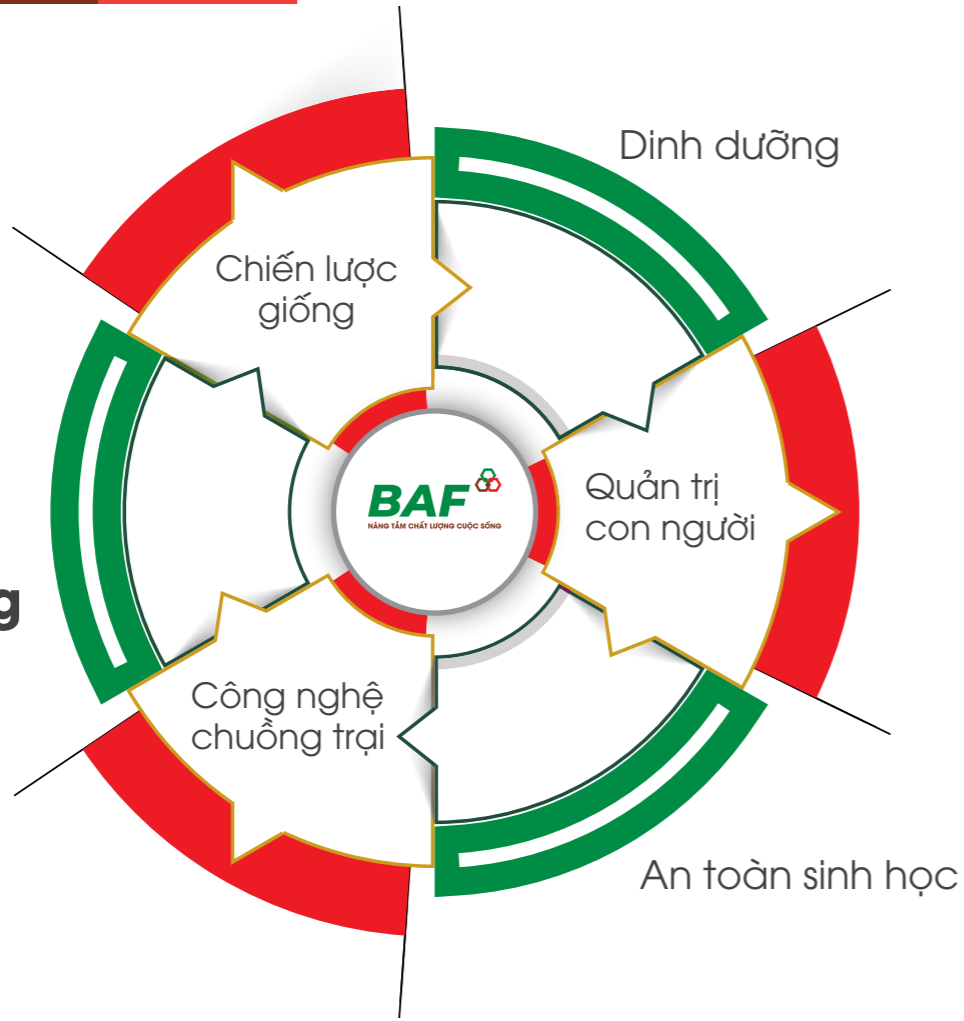 Dinh dưỡng
Chiến lược
giống
BAF
NÂNG TẦM CHẤT LƯỢNG CUỘC SỐNG
Quản trị
con người
g
Công nghệ
chuồng trại
An toàn sinh học